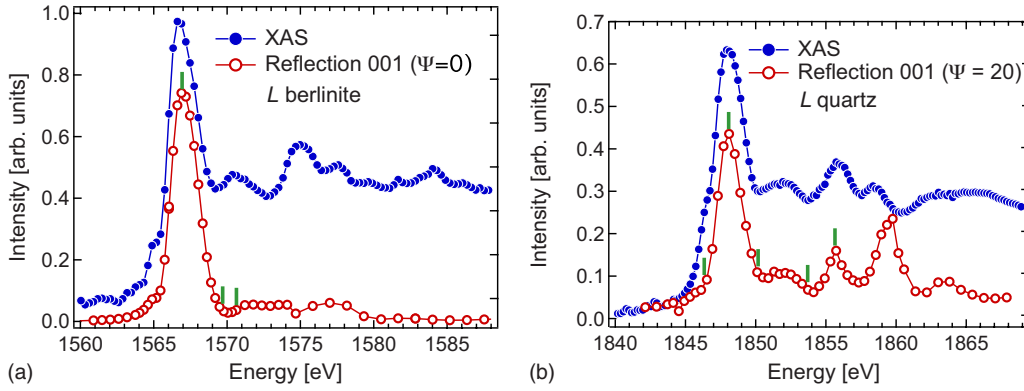 1.0
0.8
0.6
0.4
0.2
0.0
Intensity [arb. units]
XAS
Reflection 001 (Ψ=0)
L berlinite
1560 1565 1570 1575 1580 1585
Energy [eV]
(a)
0.7
0.6
0.5
0.4
0.3
0.2
0.1
0.0
Intensity [arb. units]
XAS
Reflection 001 (Ψ = 20)
L quartz
1840 1845 1850 1855 1860 1865
Energy [eV]
(b)